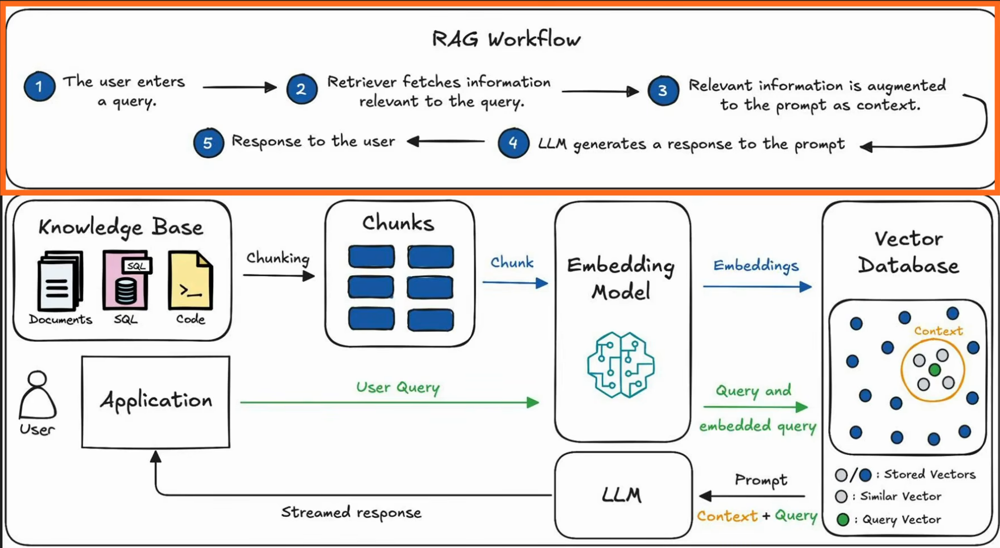 RAG Workflow
1
The user enters
a query.
2
Retriever fetches information
relevant to the query.
3
Relevant information is augmented
to the prompt as context.
5
Response to the user
4
LLM generates a response to the prompt
Knowledge Base
SQL
>_
Documents
SQL
Code
Chunking
Chunks
Chunk
Embedding
Model
Embeddings
Vector
Database
Context
User
Application
User Query
Query and
embedded query
LLM
Prompt
Context + Query
Streamed response
/ : Stored Vectors
: Similar Vector
: Query Vector